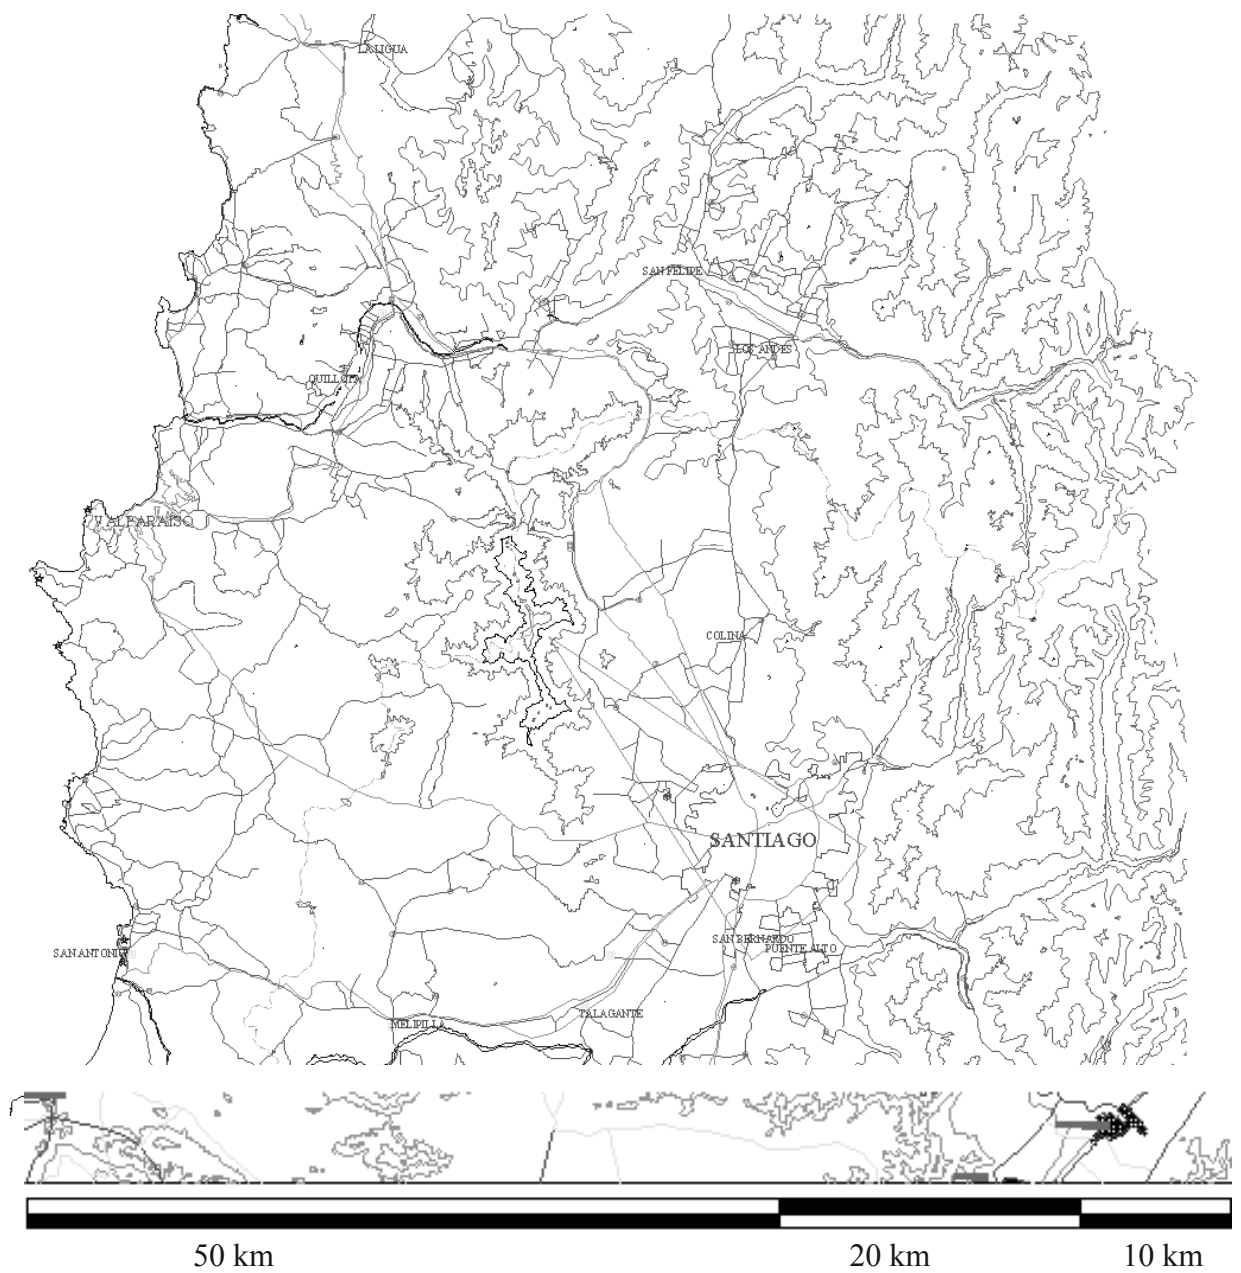 LA LIGUA
SAN FELIPE
LOS ANDES
QUILLOTA
VALPARAISO
COLINA
SANTIAGO
SAN BERNARDO
PUENTE ALTO
SAN ANTONIO
TALAGANTE
MELIPILLA
50 km
20 km
10 km